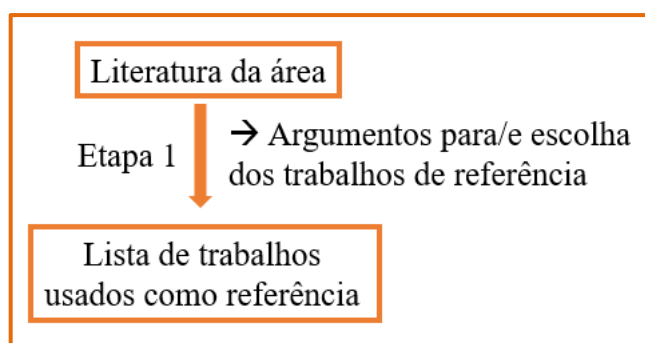 Literatura da área
Etapa 1
→ Argumentos para/e escolha
dos trabalhos de referência
Lista de trabalhos
usados como referência